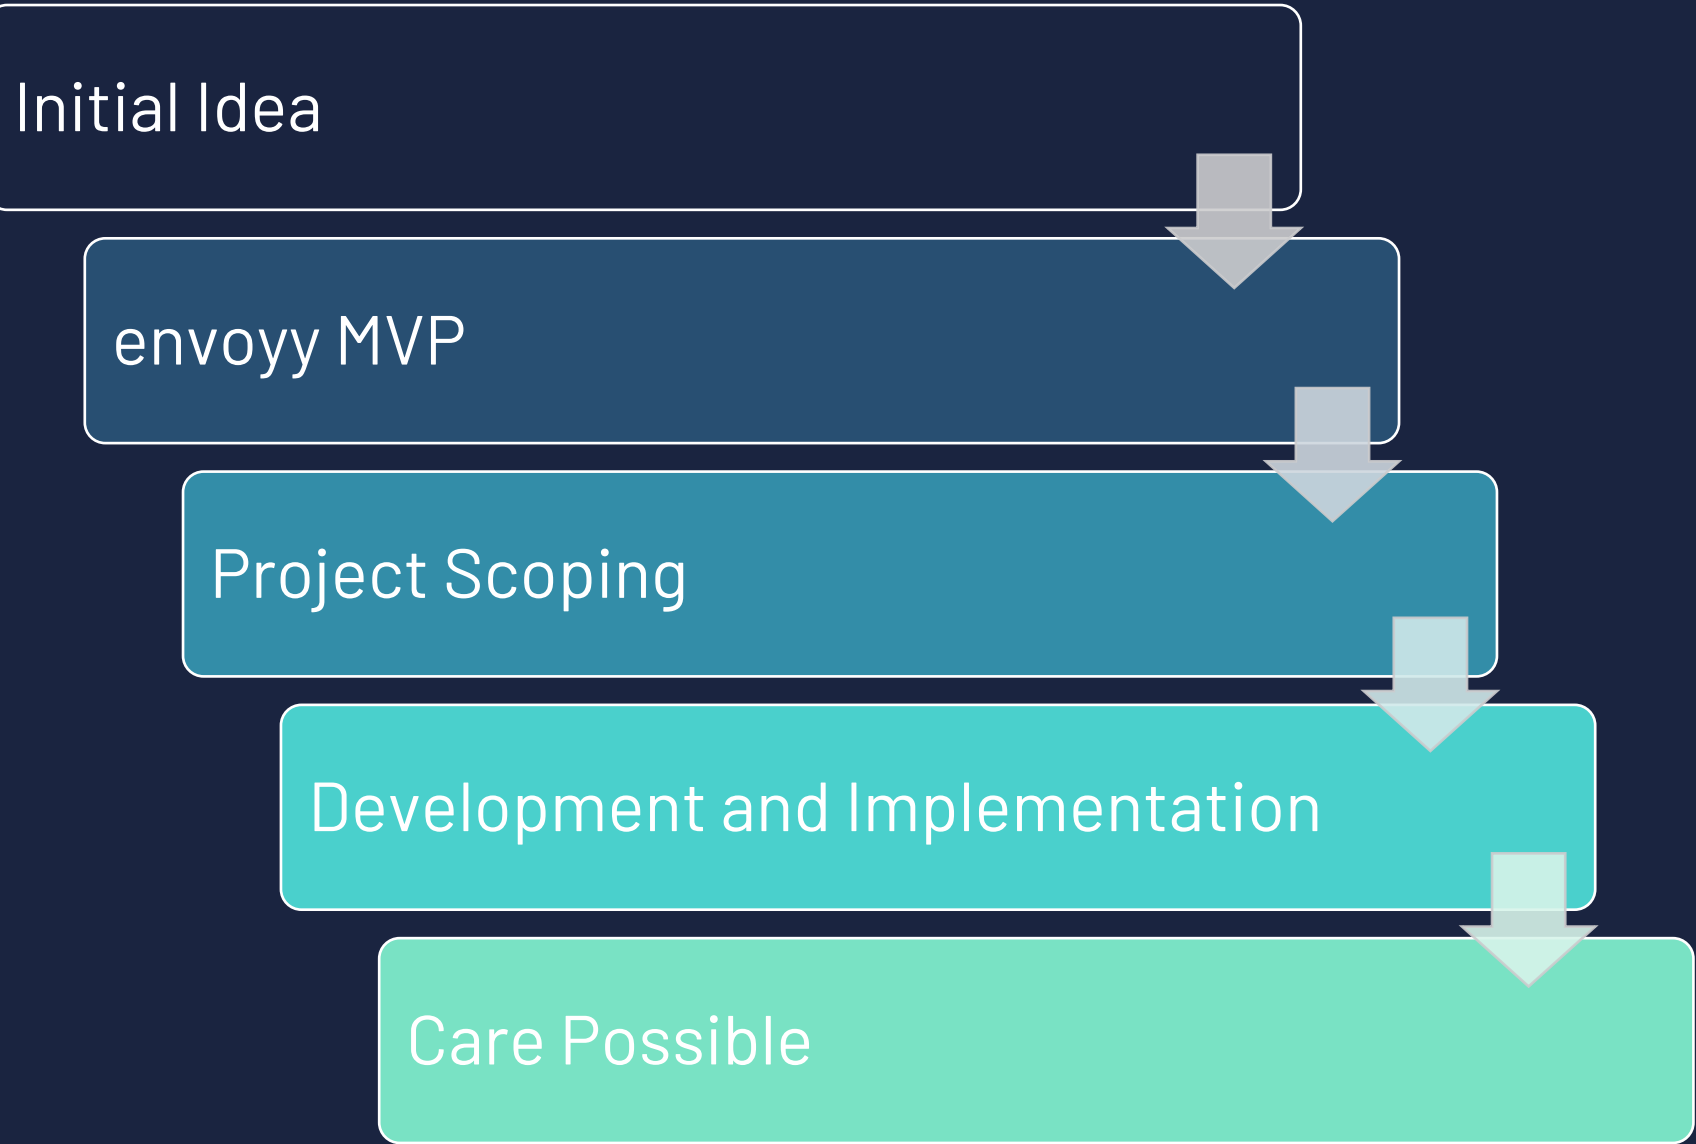 Initial Idea
envoyy MVP
Project Scoping
Development and Implementation
Care Possible